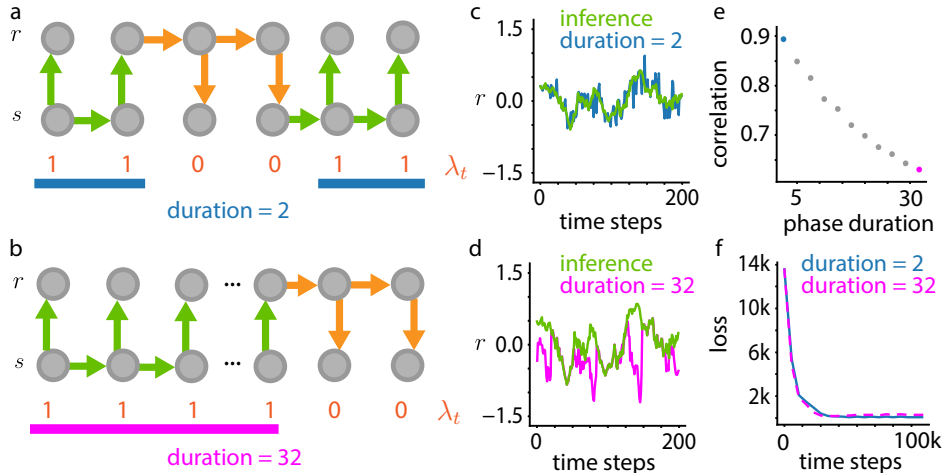 a
r
s
1 1 0 0 1 1 λt
duration = 2
b
r
...
s
...
1 1 1 1 0 0 λt
duration = 32
c
inference
duration = 2
1.5
r
0.0
−1.5
0 200
time steps
d
inference
duration = 32
1.5
r
0.0
−1.5
0 200
time steps
e
0.9
correlation
0.8
0.7
5 30
phase duration
f
duration = 2
duration = 32
14k
loss
10k
6k
2k
0 100k
time steps